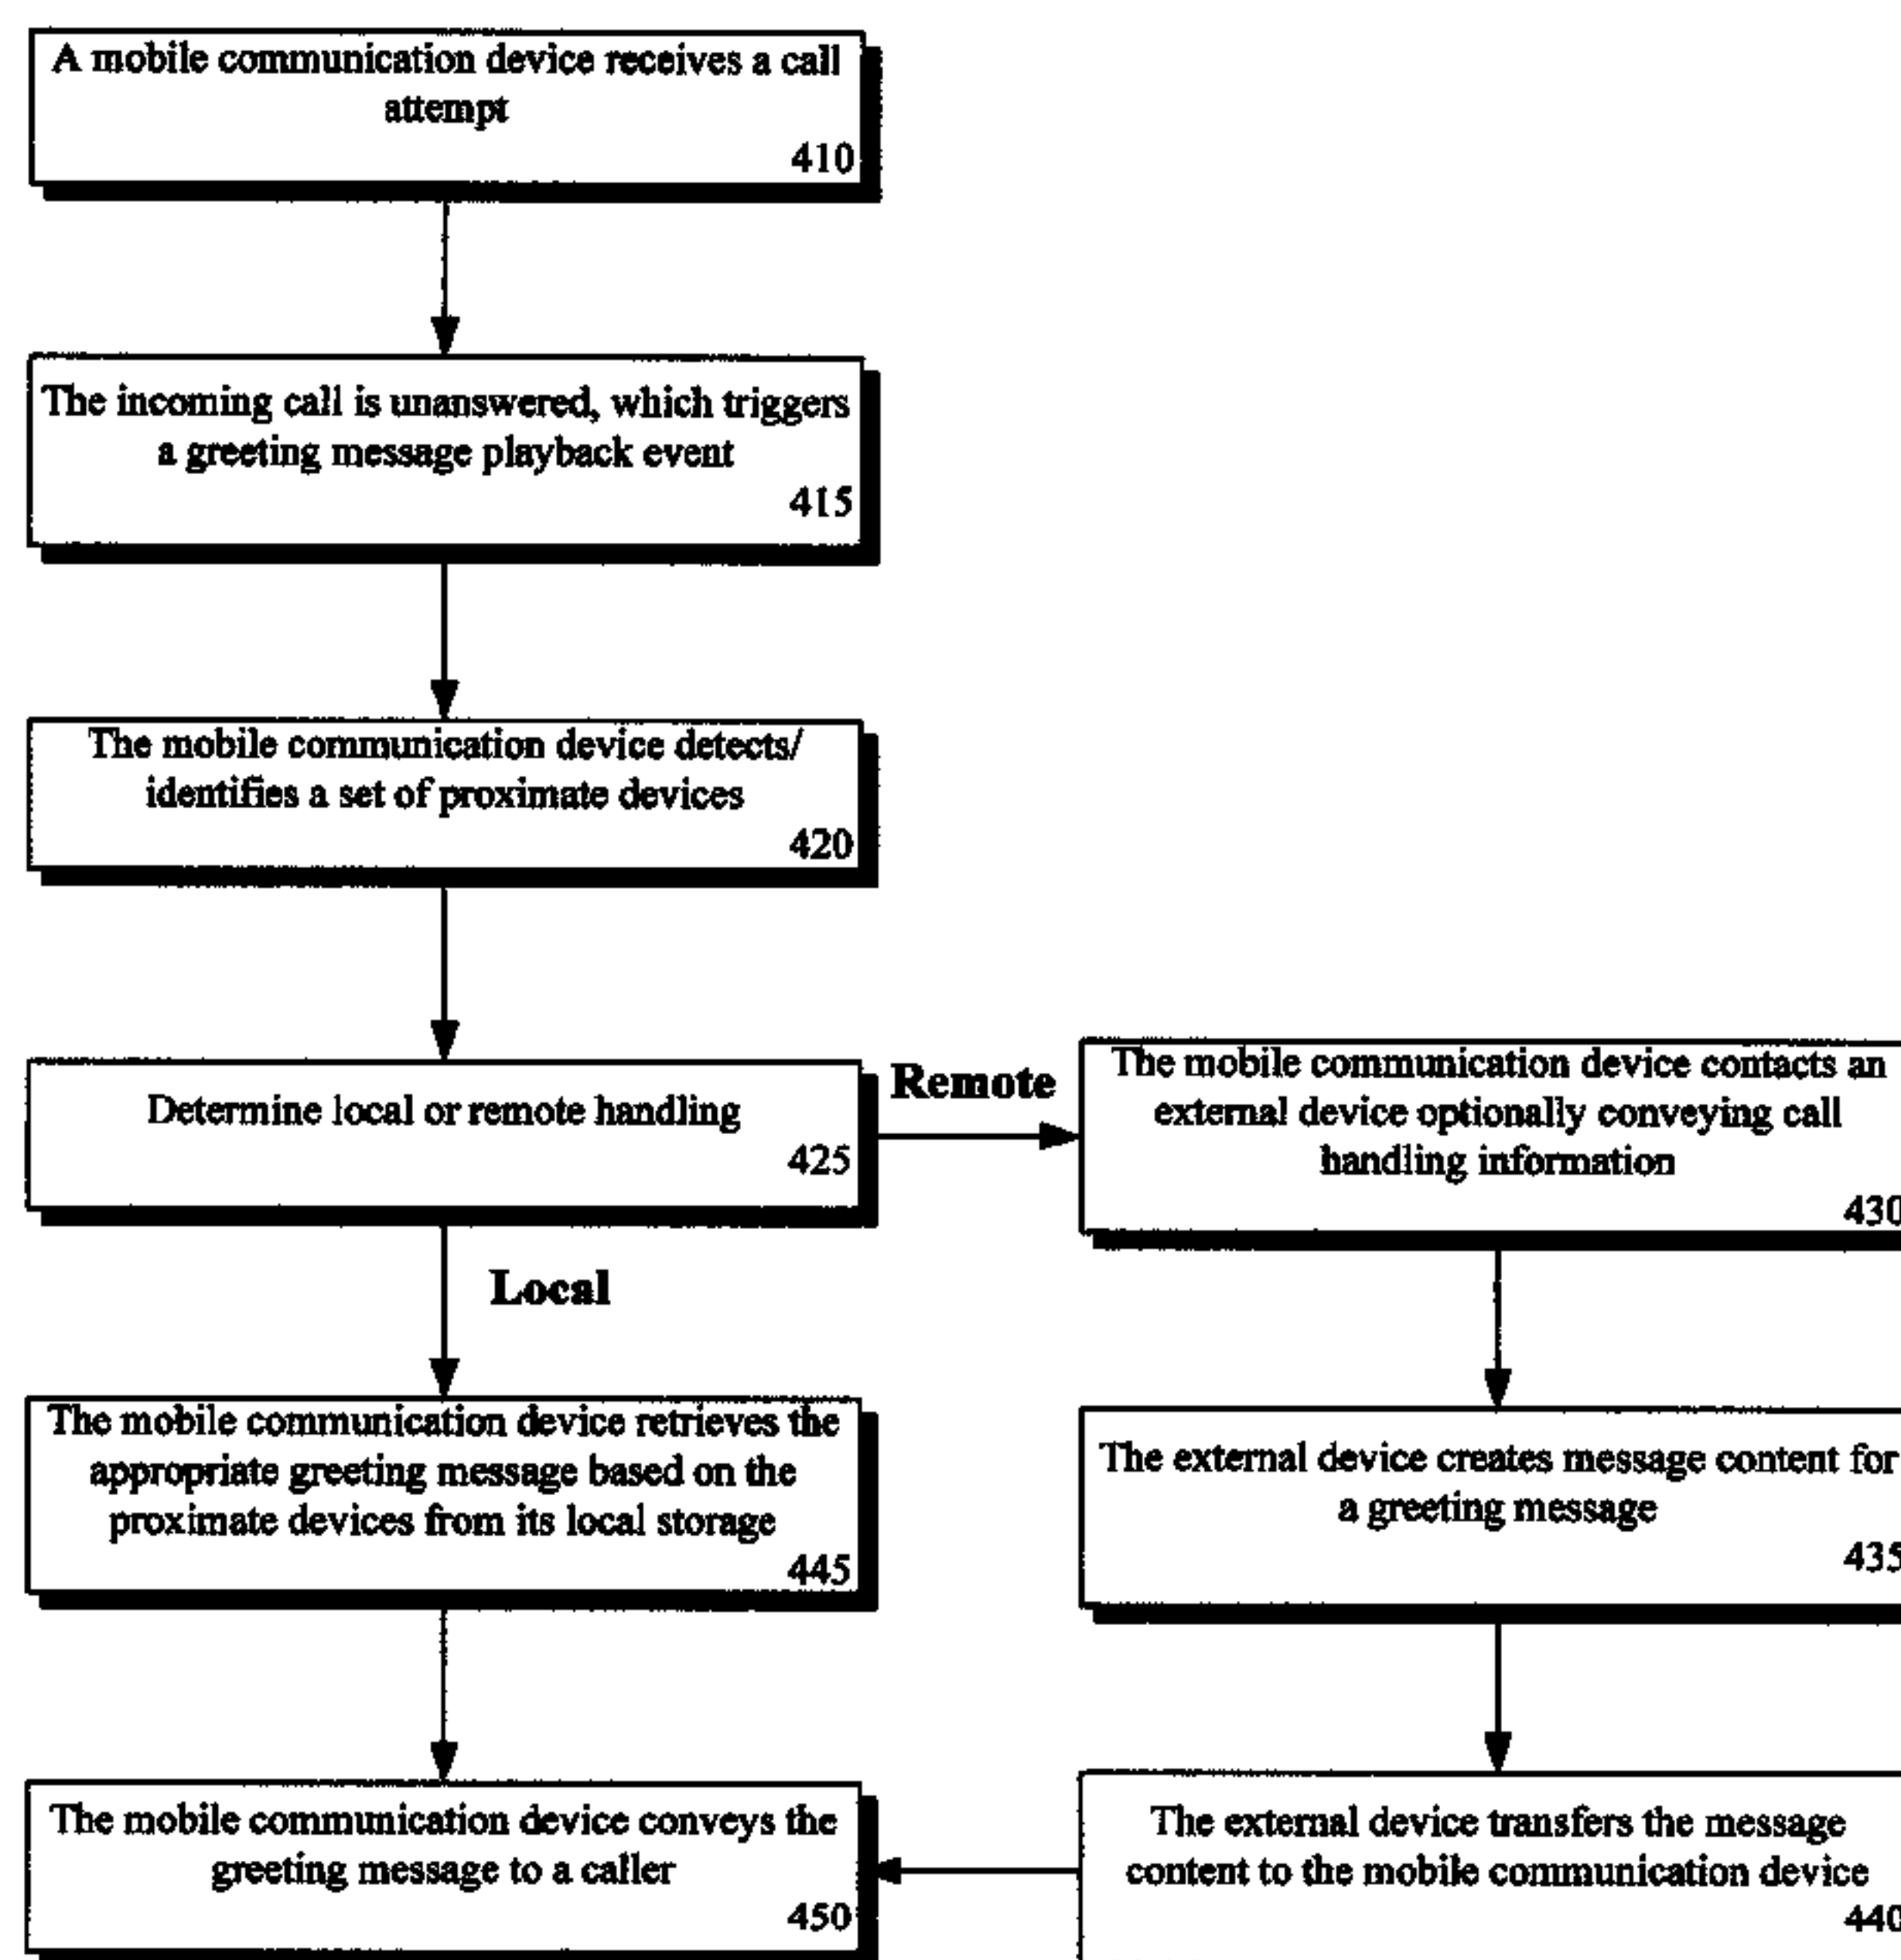 A mobile communication device receives a call
attempt
410
The incoming call is unanswered, which triggers
a greeting message playback event
415
The mobile communication device detects/
identifies a set of proximate devices
420
Determine local or remote handling
425
Remote
The mobile communication device contacts an
external device optionally conveying call
handling information
430
Local
The mobile communication device retrieves the
appropriate greeting message based on the
proximate devices from its local storage
445
The external device creates message content for
a greeting message
435
The mobile communication device conveys the
greeting message to a caller
450
The external device transfers the message
content to the mobile communication device
440